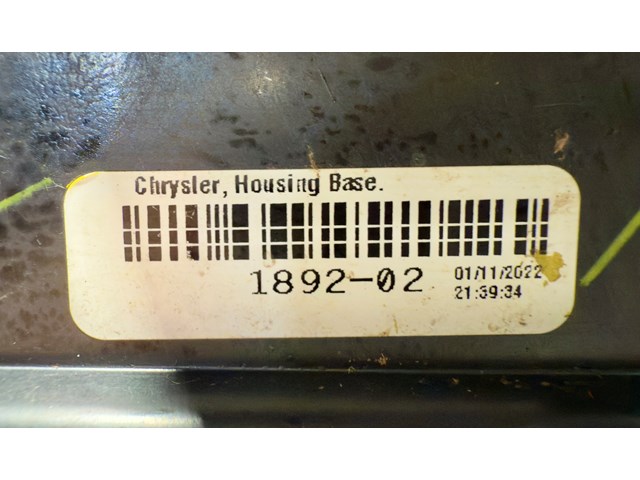 Chrysler, Housing Base.
1892-02
01/11/2022
21:39:34